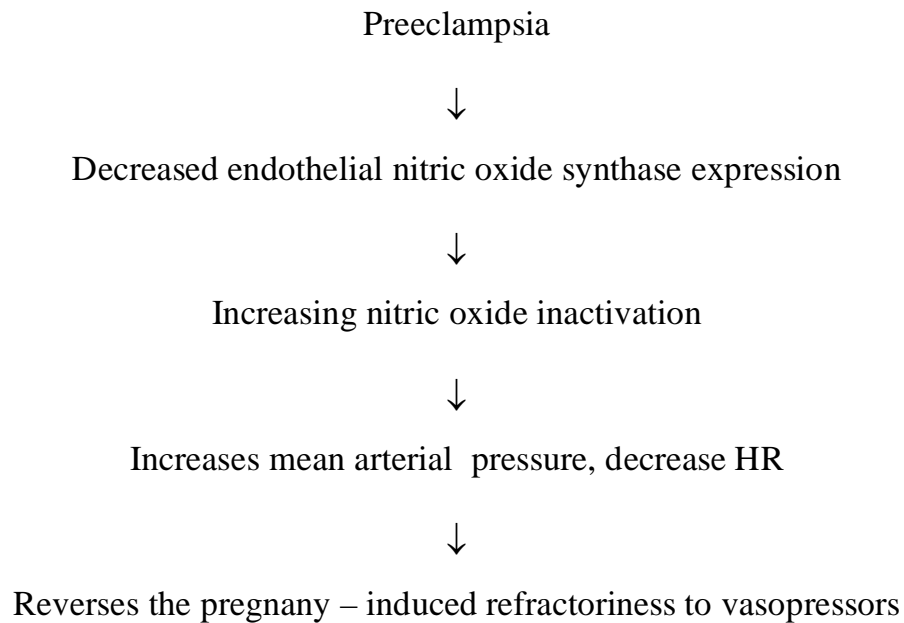 Preeclampsia
↓
Decreased endothelial nitric oxide synthase expression
↓
Increasing nitric oxide inactivation
↓
Increases mean arterial  pressure, decrease HR
↓
Reverses the pregnany – induced refractoriness to vasopressors